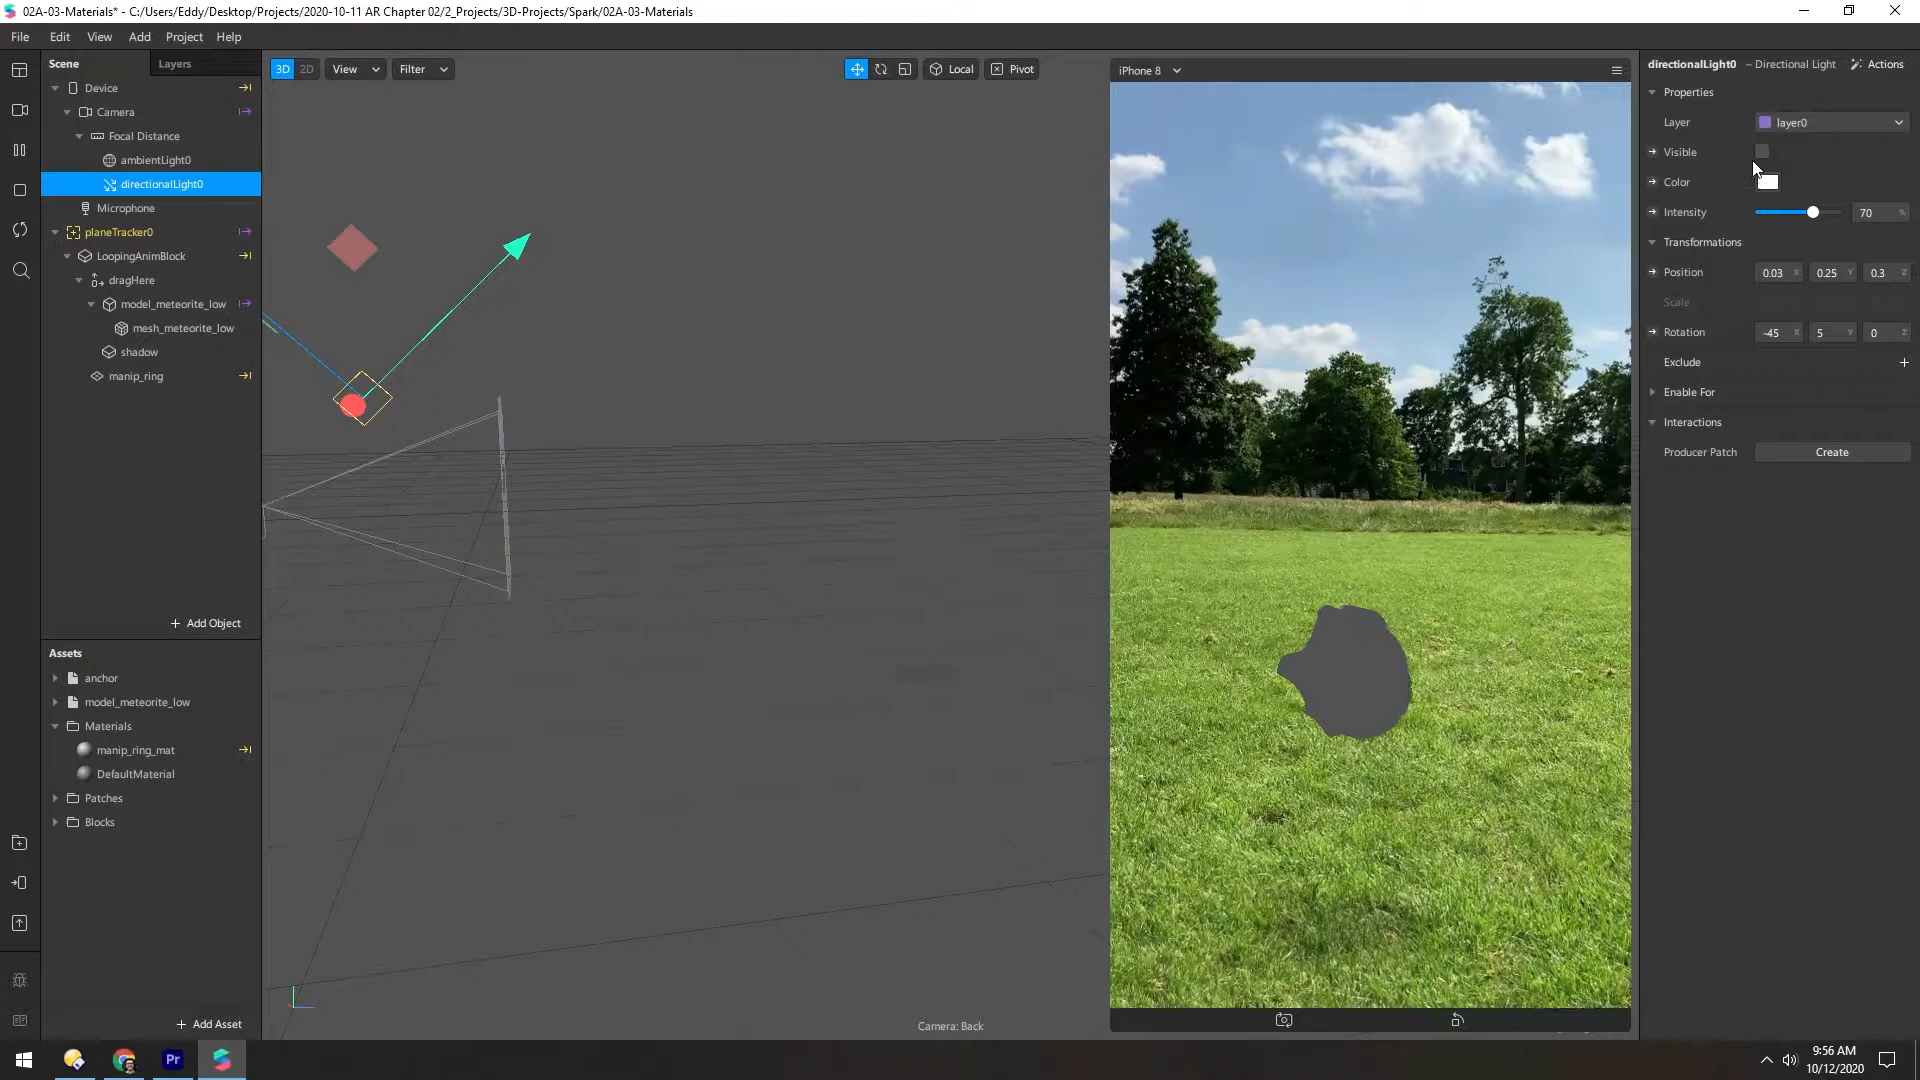 02A-03-Materials* - C:/Users/Eddy/Desktop/Projects/2020-10-11 AR Chapter 02/2_Projects/3D-Projects/Spark/02A-03-Materials
File Edit View Add Project Help
Scene Layers
Device
Camera
Focal Distance
ambientLight0
directionalLight0
Microphone
planeTracker0
LoopingAnimBlock
dragHere
model_meteorite_low
mesh_meteorite_low
shadow
manip_ring
+ Add Object
Assets
anchor
model_meteorite_low
Materials
manip_ring_mat
DefaultMaterial
Patches
Blocks
+ Add Asset
3D 2D View Filter Local Pivot
Camera: Back
iPhone 8
directionalLight0 – Directional Light Actions
Properties
Layer layer0
Visible
Color
Intensity 70 %
Transformations
Position 0.03 X 0.25 Y 0.3 Z
Scale
Rotation -45 X 5 Y 0 Z
Exclude +
Enable For
Interactions
Producer Patch Create
Pr
9:56 AM
10/12/2020